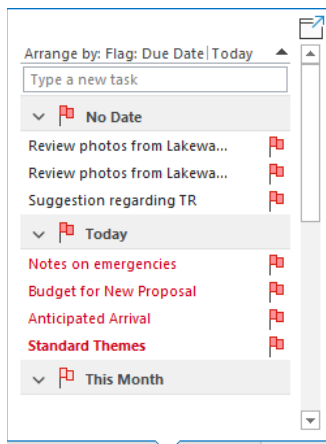 Arrange by: Flag: Due Date | Today
Type a new task
No Date
Review photos from Lakewa...
Review photos from Lakewa...
Suggestion regarding TR
Today
Notes on emergencies
Budget for New Proposal
Anticipated Arrival
Standard Themes
This Month